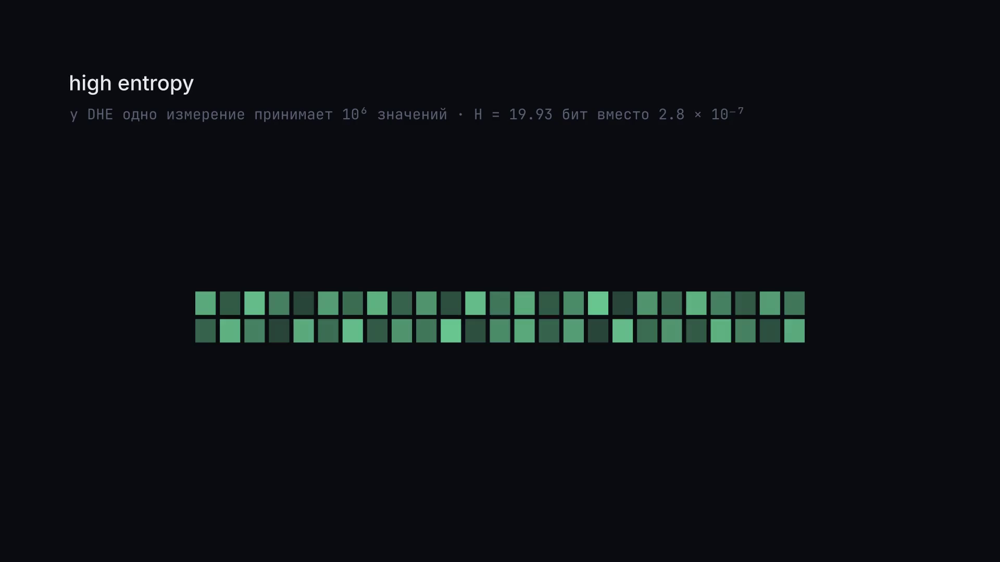 high entropy
у DHE одно измерение принимает 10⁶ значений · H = 19.93 бит вместо 2.8 × 10⁻⁷